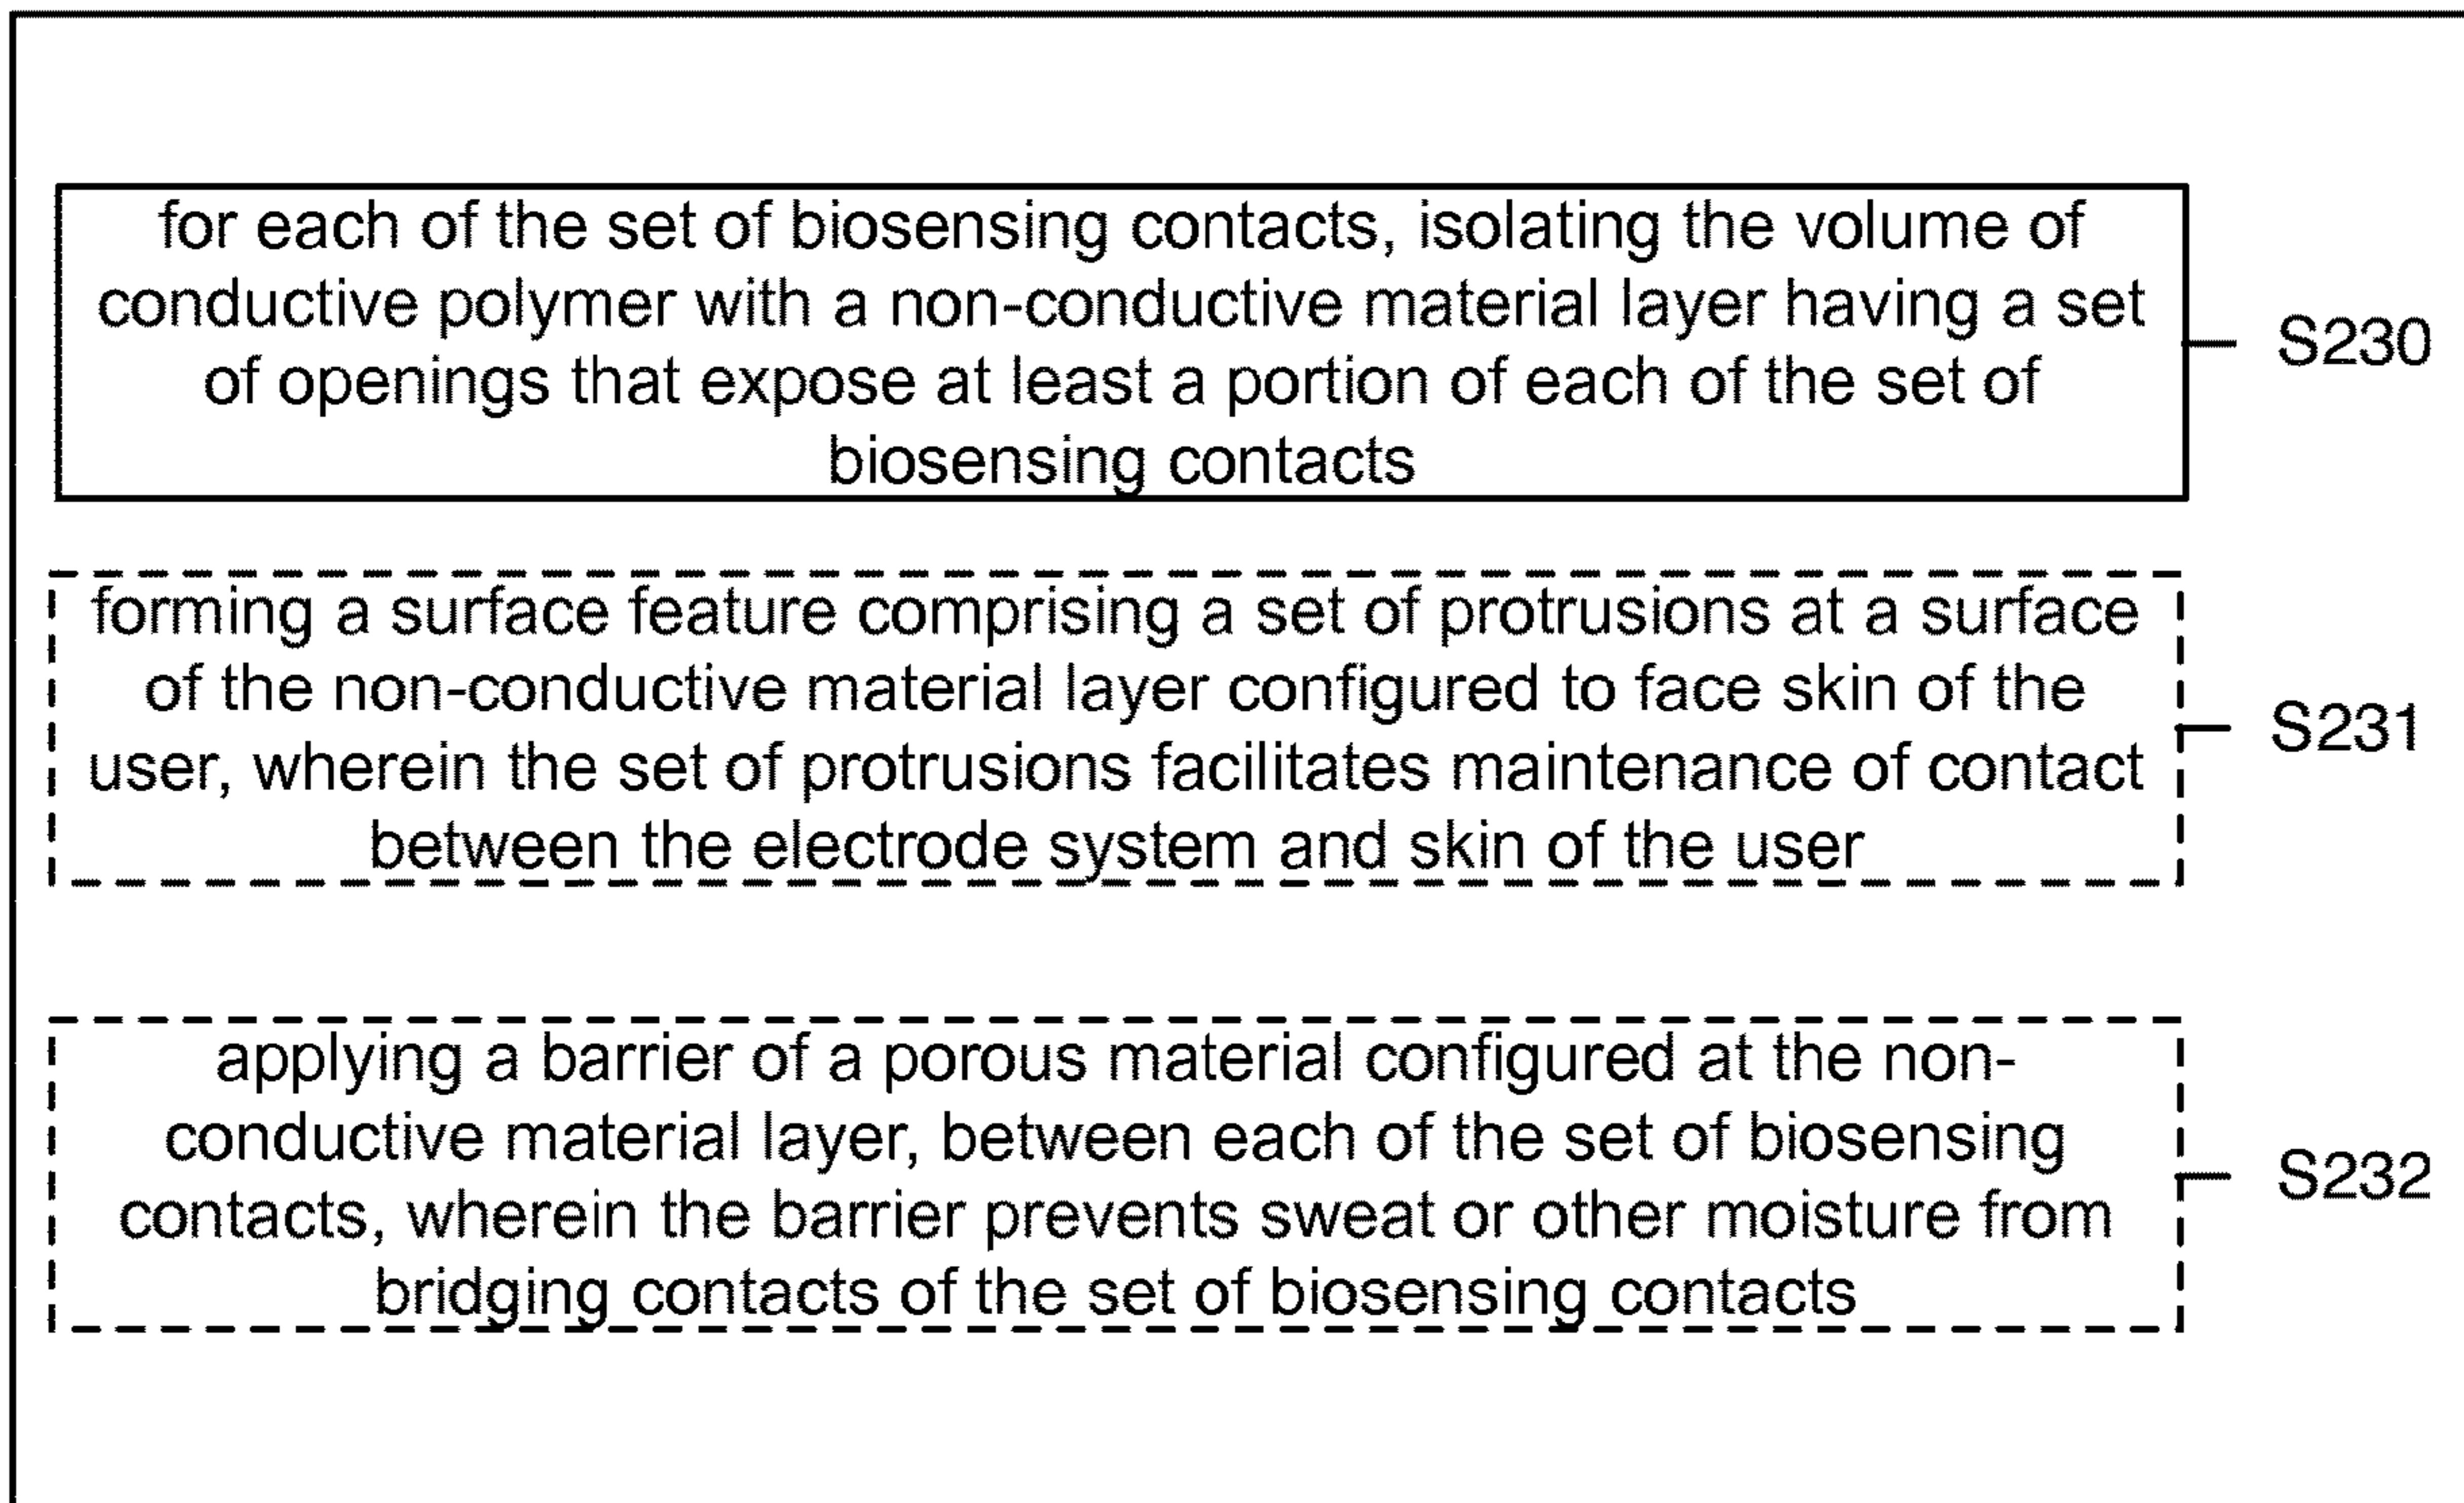 for each of the set of biosensing contacts, isolating the volume of
conductive polymer with a non-conductive material layer having a set
of openings that expose at least a portion of each of the set of
biosensing contacts
S230
forming a surface feature comprising a set of protrusions at a surface
of the non-conductive material layer configured to face skin of the
user, wherein the set of protrusions facilitates maintenance of contact
between the electrode system and skin of the user
S231
applying a barrier of a porous material configured at the non-
conductive material layer, between each of the set of biosensing
contacts, wherein the barrier prevents sweat or other moisture from
bridging contacts of the set of biosensing contacts
S232